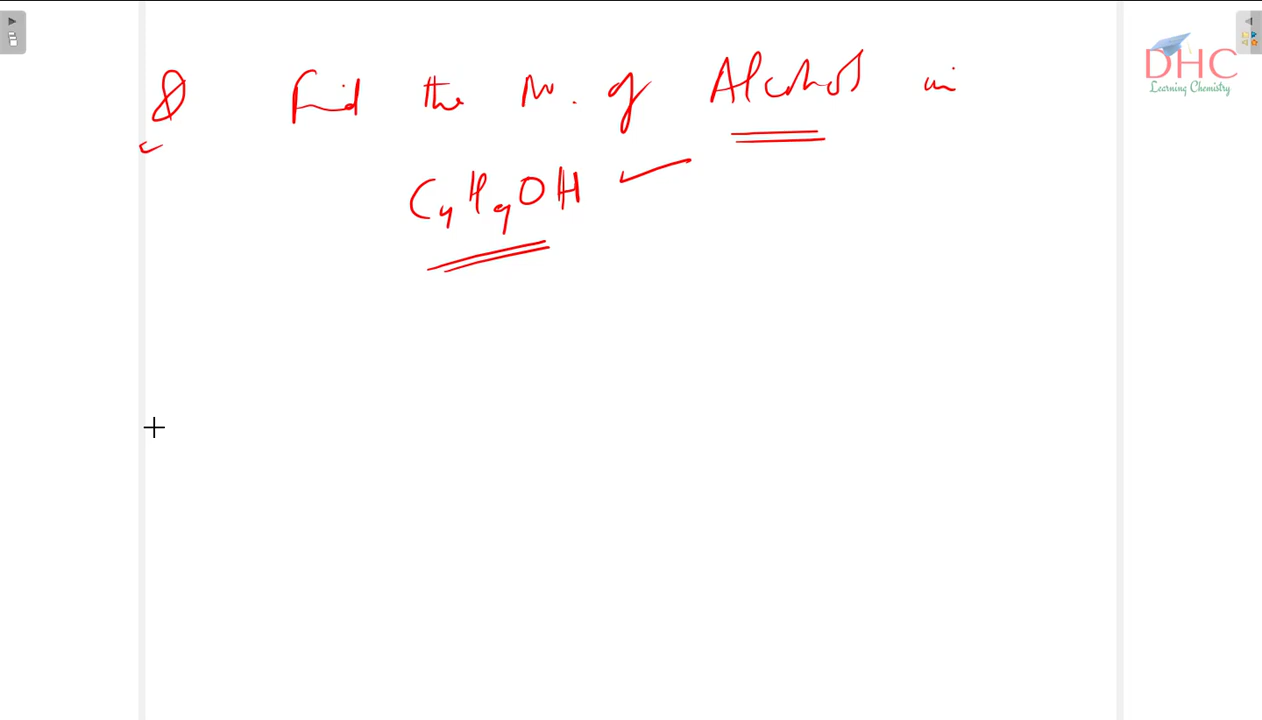 Q Find the No. of Alcohol in
C4H9OH
DHC
Learning Chemistry